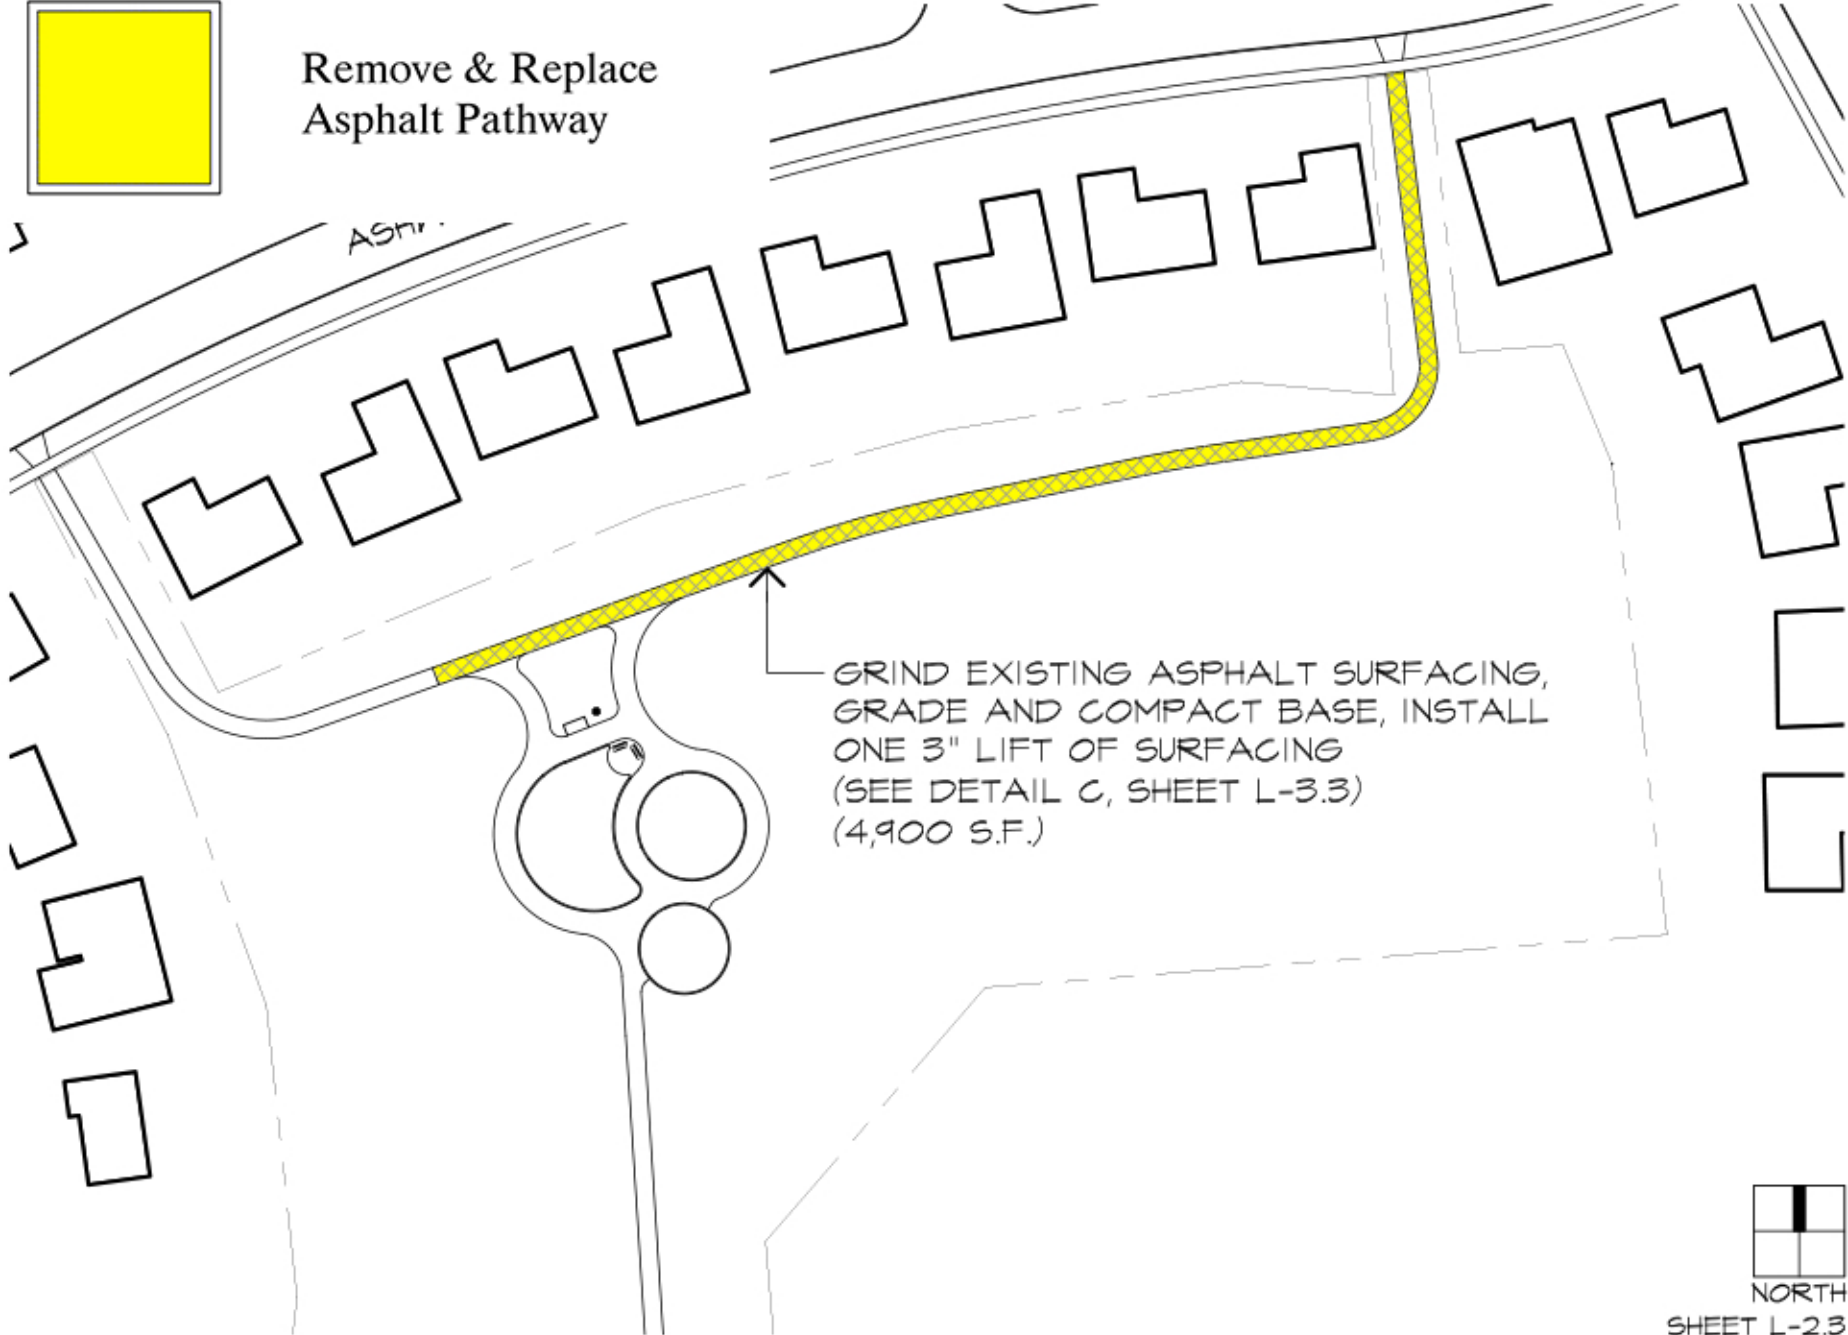 Remove & Replace
Asphalt Pathway
GRIND EXISTING ASPHALT SURFACING,
GRADE AND COMPACT BASE, INSTALL
ONE 3" LIFT OF SURFACING
(SEE DETAIL C, SHEET L-3.3)
(4,900 S.F.)
NORTH
SHEET L-2.3